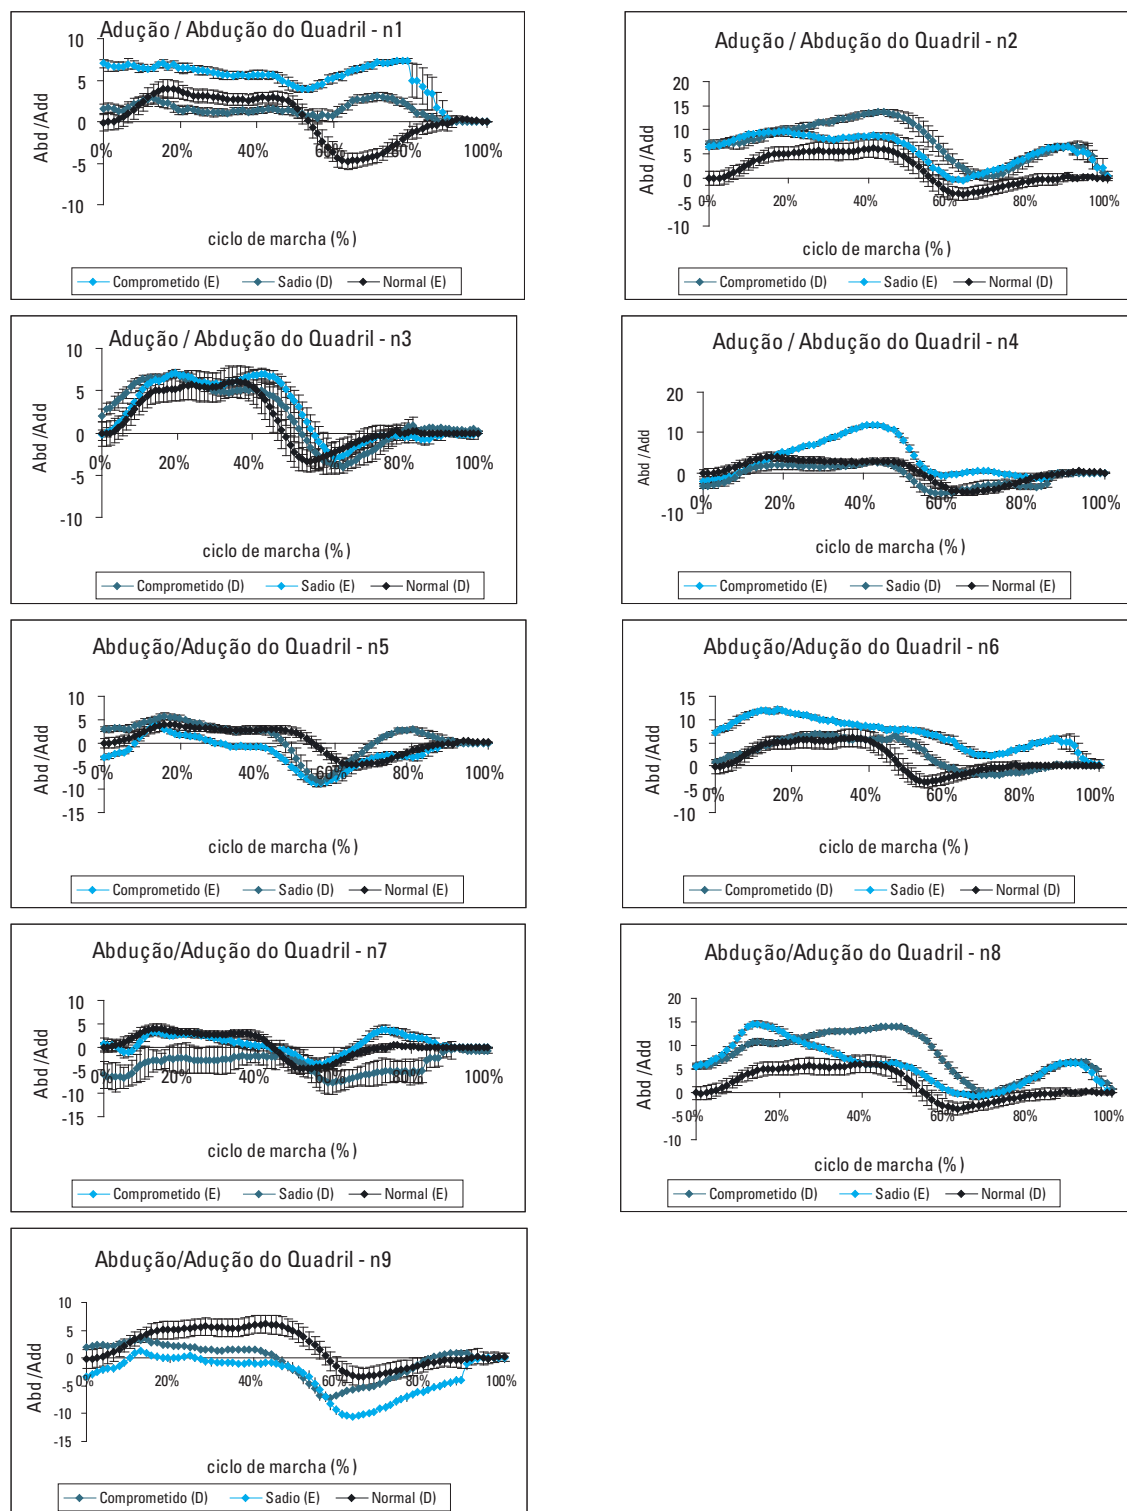 Adução / Abdução do Quadril - n1
10
5
0
-5
-10
Abd /Add
0% 20% 40% 60% 80% 100%
ciclo de marcha (%)
Comprometido (E) Sadio (D) Normal (E)
Adução / Abdução do Quadril - n2
20
15
10
5
0
-5
-10
Abd /Add
0% 20% 40% 60% 80% 100%
ciclo de marcha (%)
Comprometido (D) Sadio (E) Normal (D)
Adução / Abdução do Quadril - n3
10
5
0
-5
-10
Abd /Add
0% 20% 40% 60% 80% 100%
ciclo de marcha (%)
Comprometido (D) Sadio (E) Normal (D)
Adução / Abdução do Quadril - n4
20
10
0
-10
Abd /Add
0% 20% 40% 60% 80% 100%
ciclo de marcha (%)
Comprometido (E) Sadio (D) Normal (E)
Abdução/Adução do Quadril - n5
10
5
0
-5
-10
-15
Abd /Add
0% 20% 40% 60% 80% 100%
ciclo de marcha (%)
Comprometido (E) Sadio (D) Normal (E)
Abdução/Adução do Quadril - n6
15
10
5
0
-5
-10
Abd /Add
0% 20% 40% 60% 80% 100%
ciclo de marcha (%)
Comprometido (D) Sadio (E) Normal (D)
Abdução/Adução do Quadril - n7
10
5
0
-5
-10
-15
Abd /Add
0% 20% 40% 60% 80% 100%
ciclo de marcha (%)
Comprometido (E) Sadio (D) Normal (E)
Abdução/Adução do Quadril - n8
20
15
10
5
0
-5
-10
Abd /Add
0% 20% 40% 60% 80% 100%
ciclo de marcha (%)
Comprometido (D) Sadio (E) Normal (D)
Abdução/Adução do Quadril - n9
10
5
0
-5
-10
-15
Abd /Add
0% 20% 40% 60% 80% 100%
ciclo de marcha (%)
Comprometido (D) Sadio (E) Normal (D)